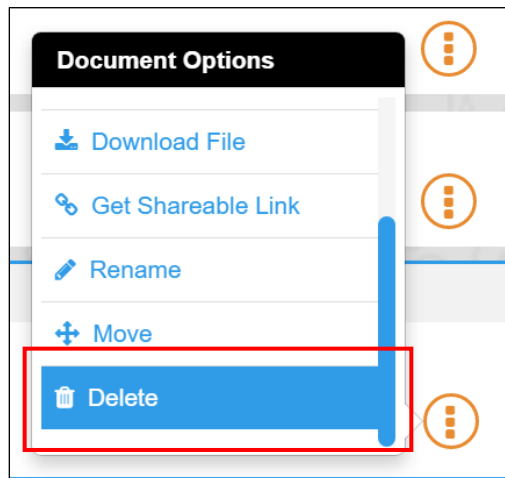 Document Options
Download File
Get Shareable Link
Rename
Move
Delete